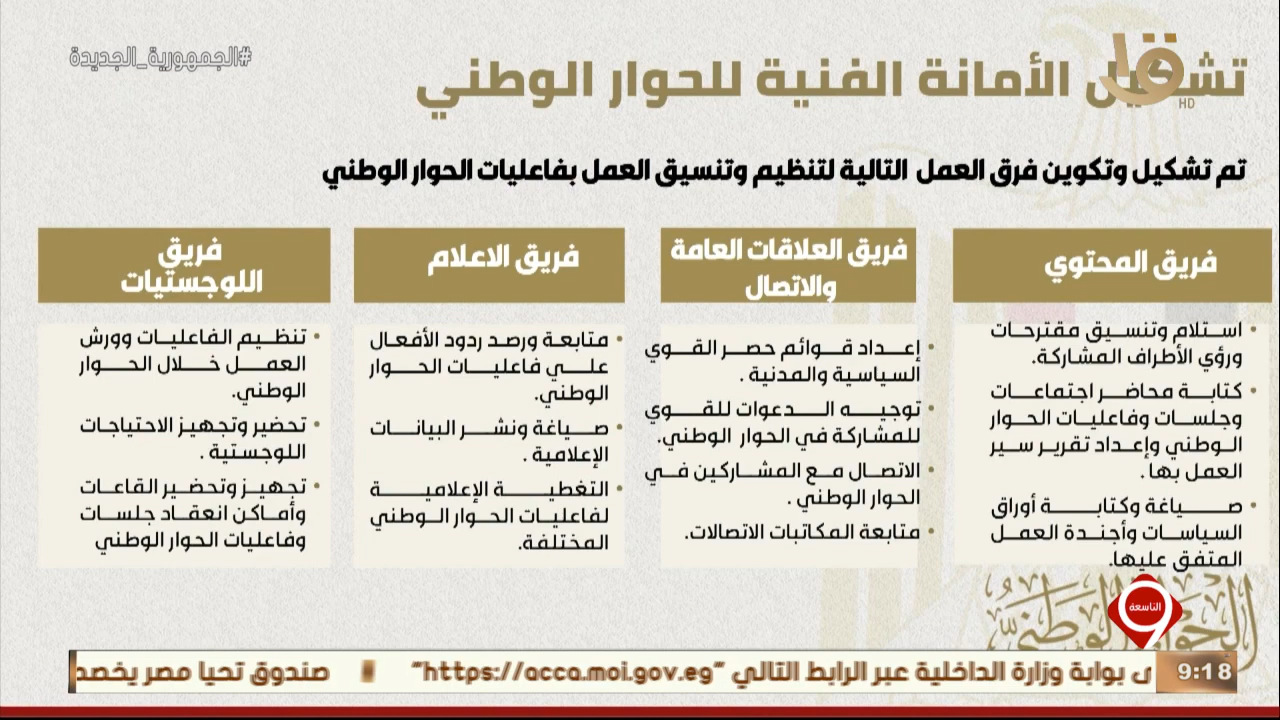 #الجمهورية_الجديدة
تشكيل الأمانة الفنية للحوار الوطني
HD
تم تشكيل وتكوين فرق العمل التالية لتنظيم وتنسيق العمل بفاعليات الحوار الوطني
فريق المحتوي
• استلام وتنسيق مقترحات
ورؤي الأطراف المشاركة.
• كتابة محاضر اجتماعات
وجلسات وفاعليات الحوار
الوطني وإعداد تقرير سير
العمل بها.
• صياغة وكتابة أوراق
السياسات وأجندة العمل
المتفق عليها.
فريق العلاقات العامة
والاتصال
• إعداد قوائم حصر القوي
السياسية والمدنية .
• توجيه الدعوات للقوي
للمشاركة في الحوار الوطني.
• الاتصال مع المشاركين في
الحوار الوطني .
• متابعة المكاتبات الاتصالات.
فريق الاعلام
• متابعة ورصد ردود الأفعال
علي فاعليات الحوار
الوطني.
• صياغة ونشر البيانات
الإعلامية .
• التغطية الإعلامية
لفاعليات الحوار الوطني
المختلفة.
فريق
اللوجستيات
• تنظيم الفاعليات وورش
العمل خلال الحوار
الوطني.
• تحضير وتجهيز الاحتياجات
اللوجستية .
• تجهيز وتحضير القاعات
وأماكن انعقاد جلسات
وفاعليات الحوار الوطني
الحوار الوطني
التاسعة
9
9:18
ى بوابة وزارة الداخلية عبر الرابط التالي "https://acca.moi.gov.eg" صندوق تحيا مصر يخصص